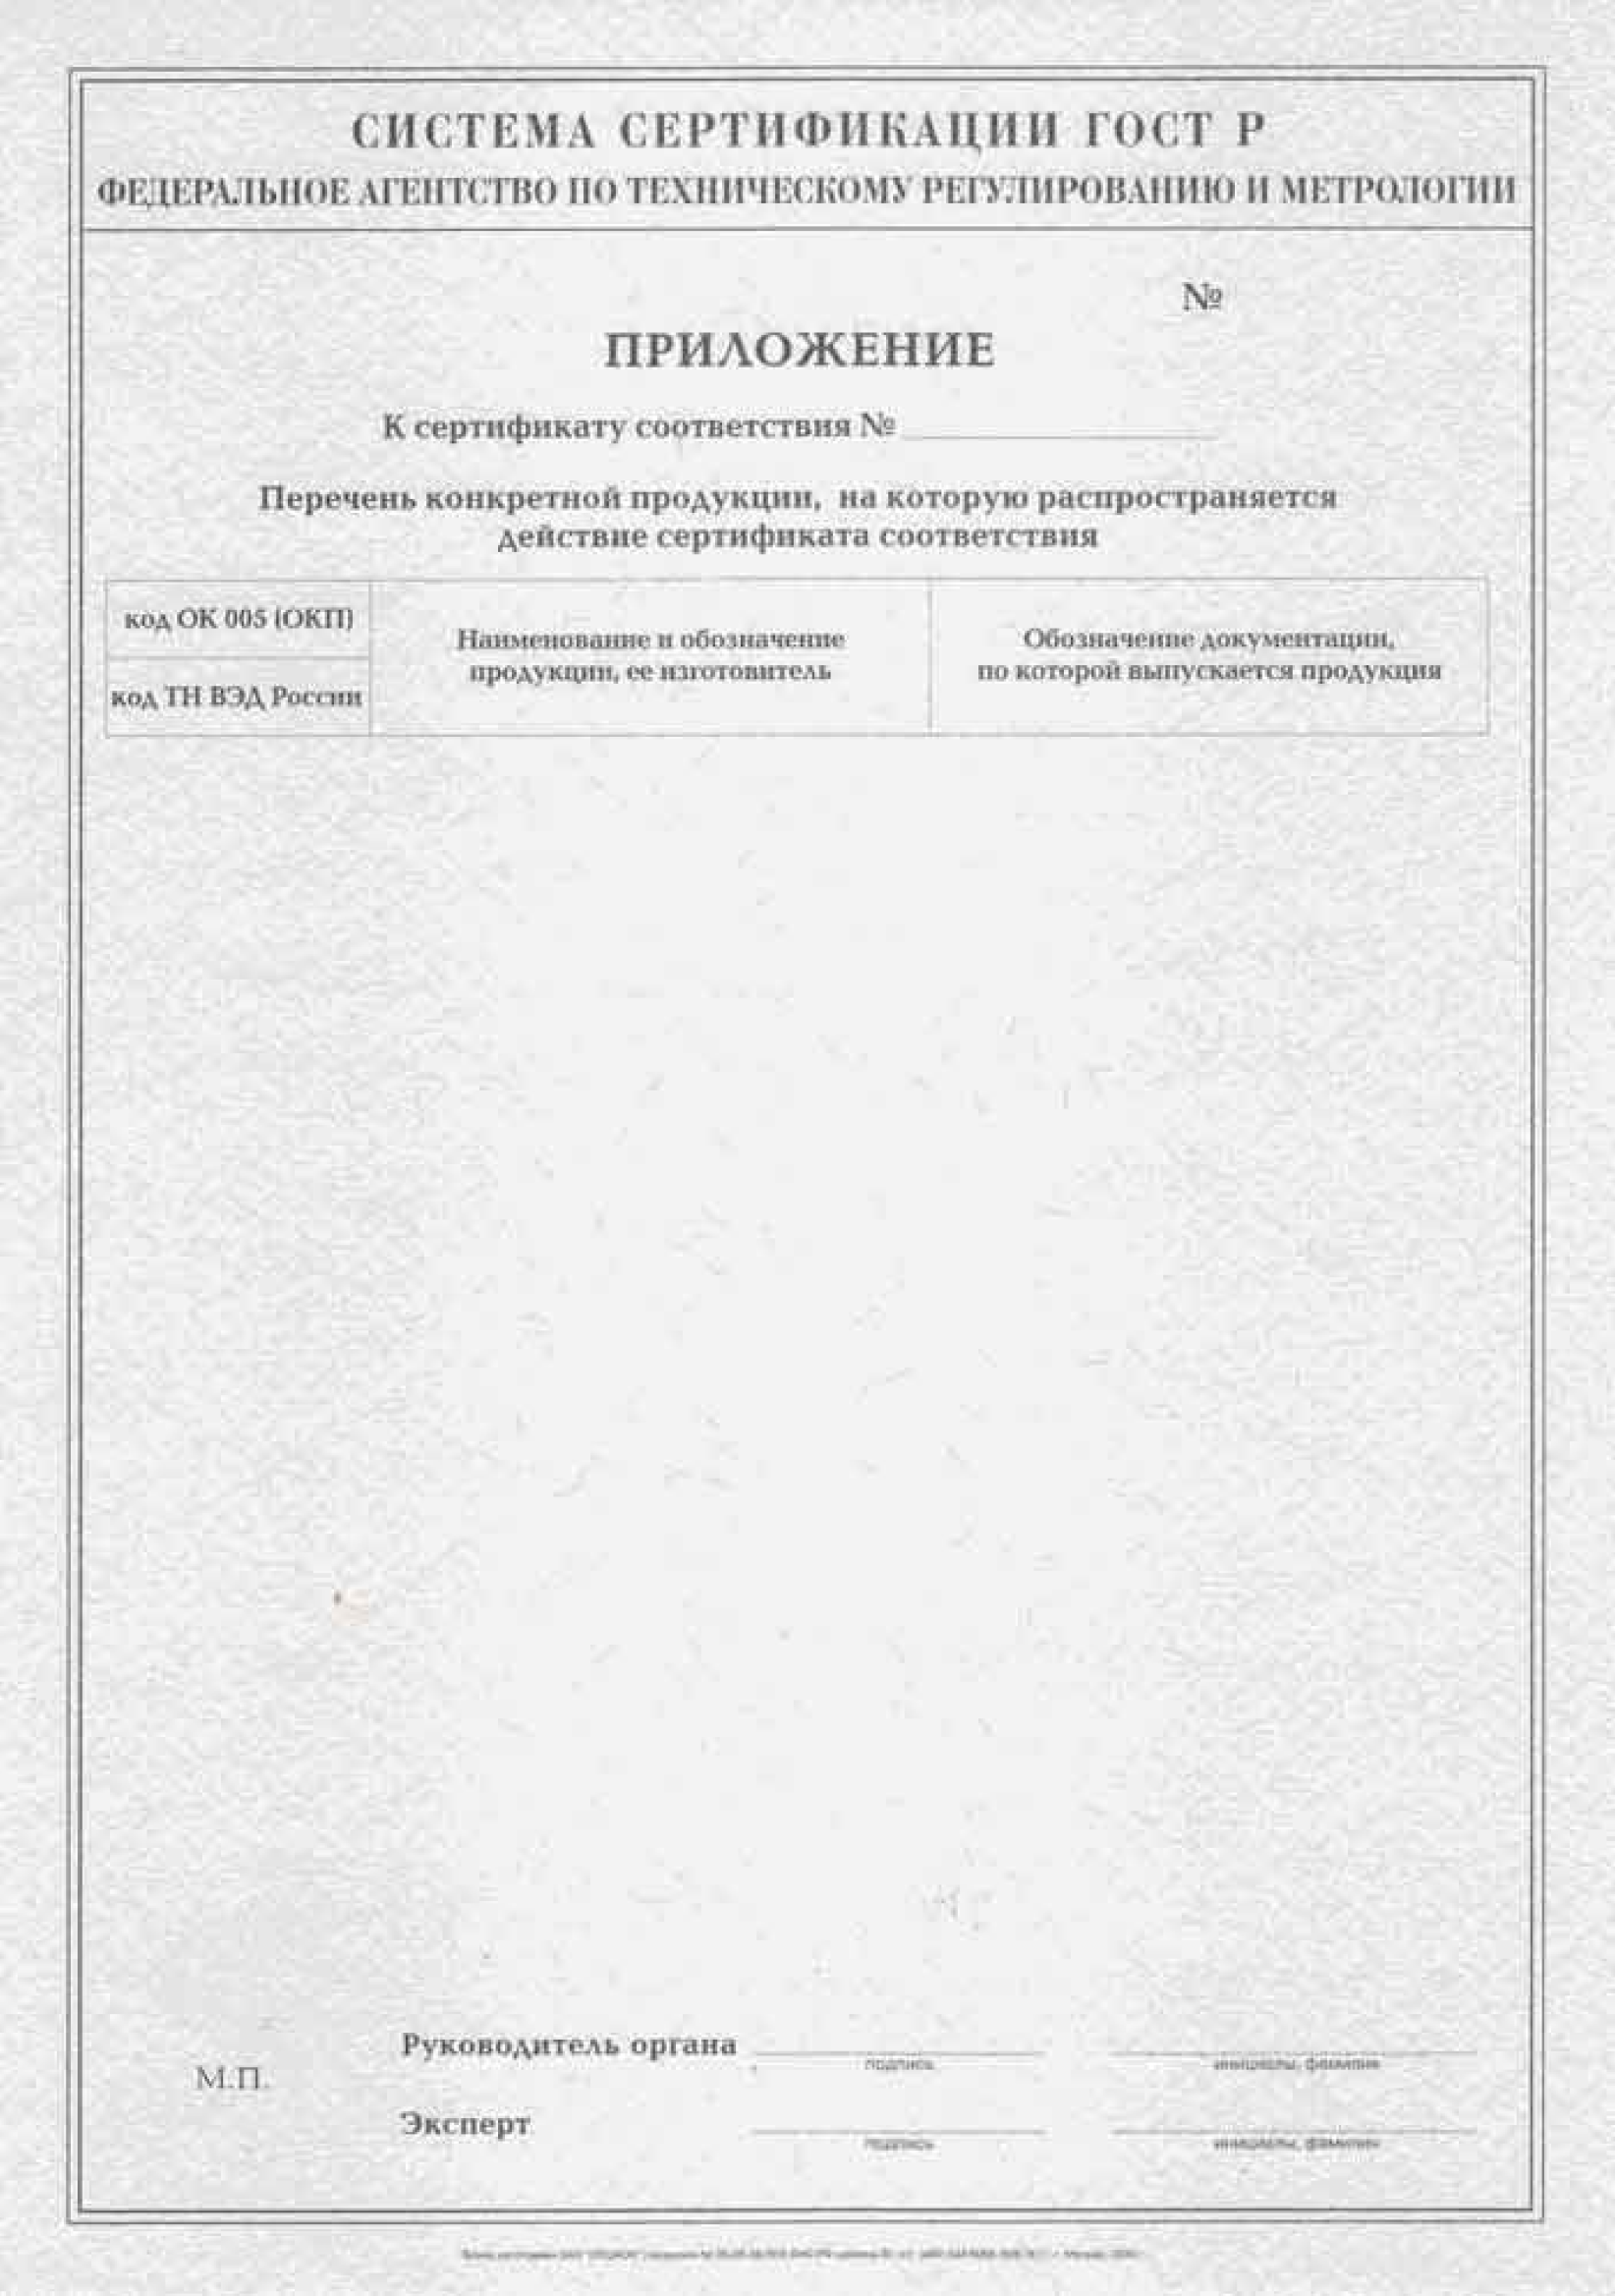 СИСТЕМА СЕРТИФИКАЦИИ ГОСТ Р
ФЕДЕРАЛЬНОЕ АГЕНТСТВО ПО ТЕХНИЧЕСКОМУ РЕГУЛИРОВАНИЮ И МЕТРОЛОГИИ
№
ПРИЛОЖЕНИЕ
К сертификату соответствия №
Перечень конкретной продукции, на которую распространяется
действие сертификата соответствия
код ОК 005 (ОКП)
код ТН ВЭД России
Наименование и обозначение
продукции, ее изготовитель
Обозначение документации,
по которой выпускается продукция
Руководитель органа
подпись
инициалы, фамилия
М.П.
Эксперт
подпись
инициалы, фамилия